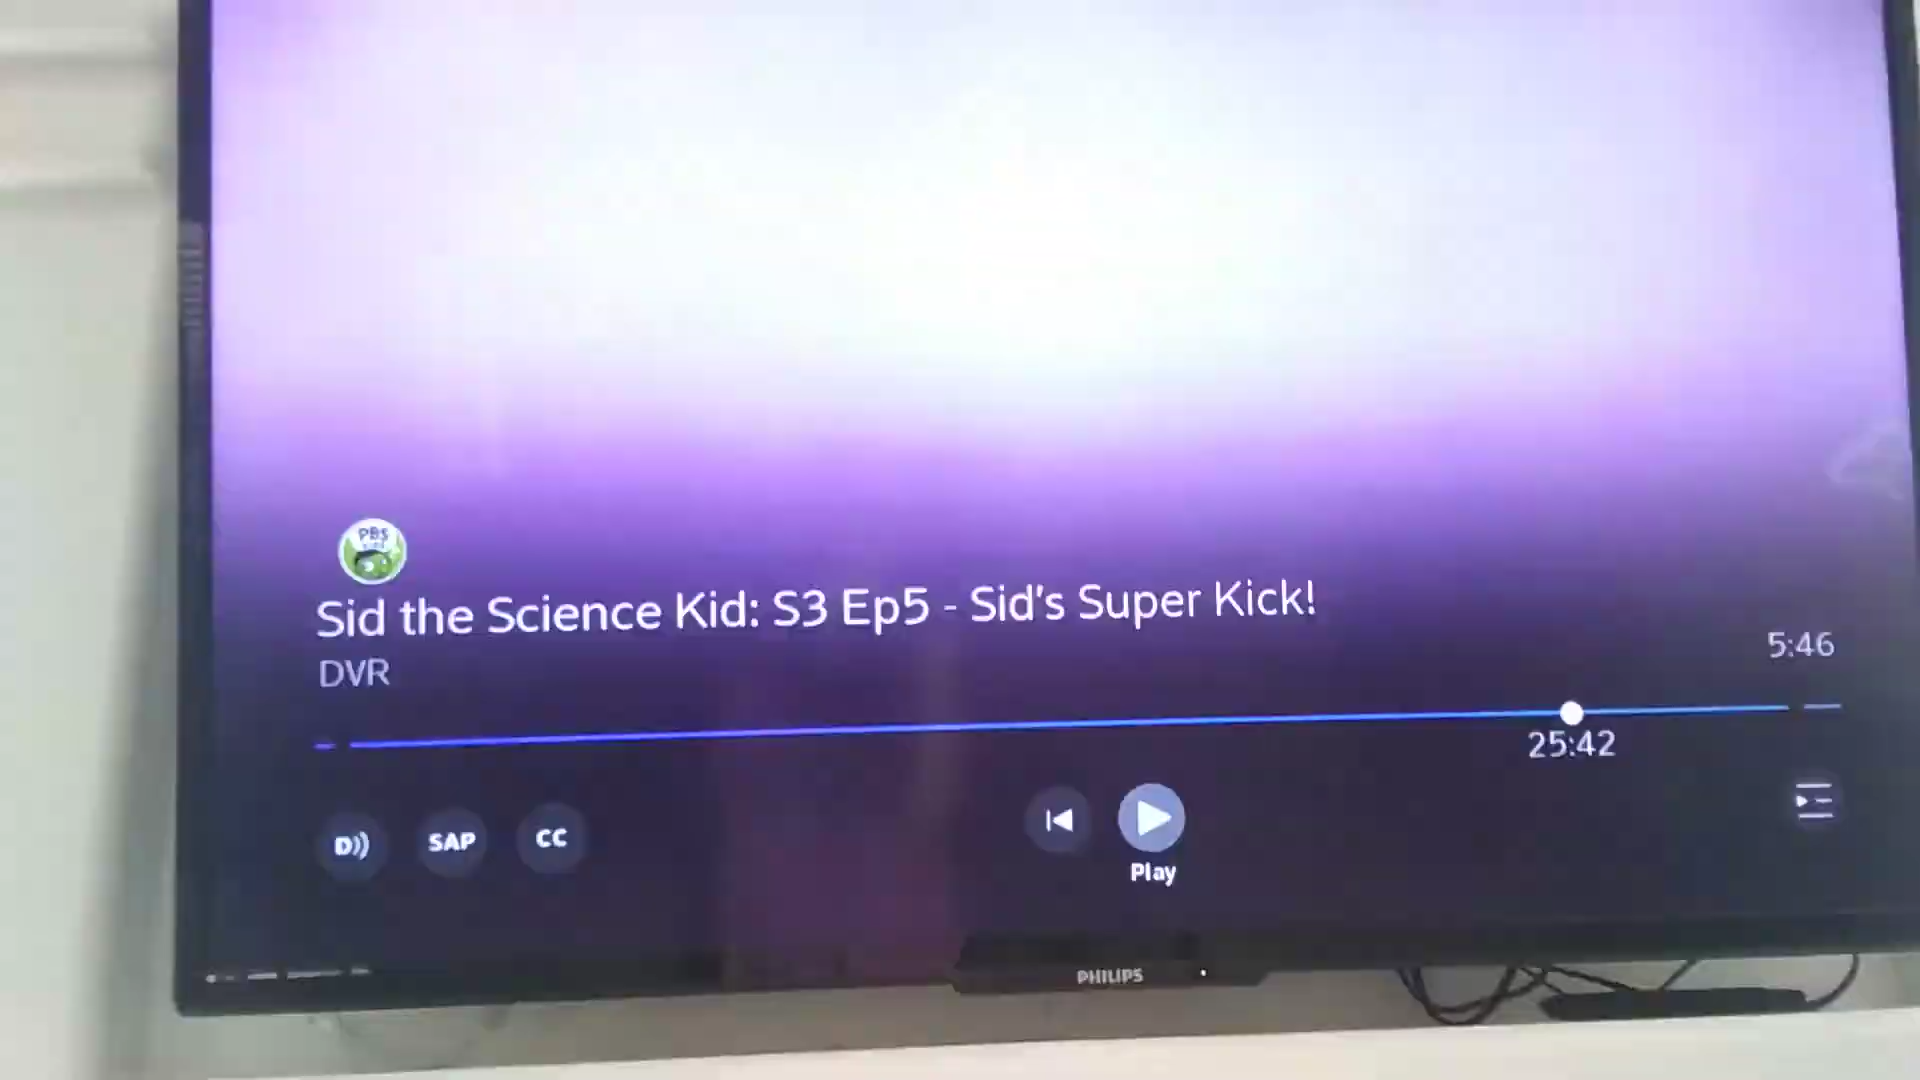 PBS
KIDS
Sid the Science Kid: S3 Ep5 - Sid's Super Kick!
DVR
5:46
25:42
D))
SAP
CC
Play
PHILIPS